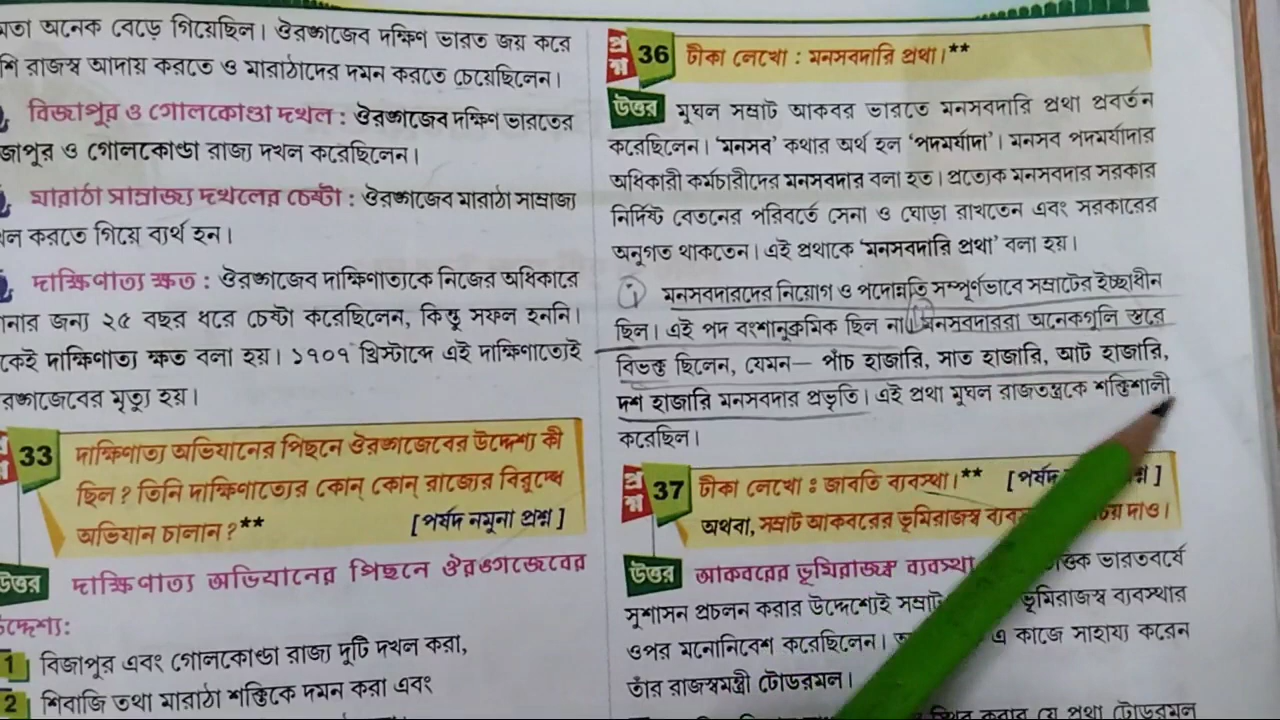 অনেক বেড়ে গিয়েছিল। ঔরঙ্গজেব দক্ষিণ ভারত জয় করে
রাজস্ব আদায় করতে ও মারাঠাদের দমন করতে চেয়েছিলেন।
বিজাপুর ও গোলকোণ্ডা দখল : ঔরঙ্গজেব দক্ষিণ ভারতের
ও গোলকোন্ডা রাজ্য দখল করেছিলেন।
মারাঠা সাম্রাজ্য দখলের চেষ্টা : ঔরঙ্গজেব মারাঠা সাম্রাজ্য
করতে গিয়ে ব্যর্থ হন।
দাক্ষিণাত্য ক্ষত : ঔরঙ্গজেব দাক্ষিণাত্যকে নিজের অধিকারে
জন্য ২৫ বছর ধরে চেষ্টা করেছিলেন, কিন্তু সফল হননি।
দাক্ষিণাত্য ক্ষত বলা হয়। ১৭০৭ খ্রিস্টাব্দে এই দাক্ষিণাত্যেই
মৃত্যু হয়।
33 দাক্ষিণাত্য অভিযানের পিছনে ঔরঙ্গজেবের উদ্দেশ্য কী
ছিল? তিনি দাক্ষিণাত্যের কোন্ কোন্ রাজ্যের বিরুদ্ধে
অভিযান চালান?** [পর্ষদ নমুনা প্রশ্ন]
উত্তর দাক্ষিণাত্য অভিযানের পিছনে ঔরঙ্গজেবের
উদ্দেশ্য:
1 বিজাপুর এবং গোলকোন্ডা রাজ্য দুটি দখল করা,
2 শিবাজি তথা মারাঠা শক্তিকে দমন করা এবং
প্রশ্ন 36 টীকা লেখো : মনসবদারি প্রথা।**
উত্তর মুঘল সম্রাট আকবর ভারতে মনসবদারি প্রথা প্রবর্তন
করেছিলেন। ‘মনসব’ কথার অর্থ হল ‘পদমর্যাদা’। মনসব পদমর্যাদার
অধিকারী কর্মচারীদের মনসবদার বলা হত। প্রত্যেক মনসবদার সরকার
নির্দিষ্ট বেতনের পরিবর্তে সেনা ও ঘোড়া রাখতেন এবং সরকারের
অনুগত থাকতেন। এই প্রথাকে ‘মনসবদারি প্রথা’ বলা হয়।
মনসবদারদের নিয়োগ ও পদোন্নতি সম্পূর্ণভাবে সম্রাটের ইচ্ছাধীন
ছিল। এই পদ বংশানুক্রমিক ছিল না। মনসবদাররা অনেকগুলি স্তরে
বিভক্ত ছিলেন, যেমন— পাঁচ হাজারি, সাত হাজারি, আট হাজারি,
দশ হাজারি মনসবদার প্রভৃতি। এই প্রথা মুঘল রাজতন্ত্রকে শক্তিশালী
করেছিল।
প্রশ্ন 37 টীকা লেখো : জাবতি ব্যবস্থা।** [পর্ষদ ]
অথবা, সম্রাট আকবরের ভূমিরাজস্ব দাও।
উত্তর আকবরের ভূমিরাজস্ব ব্যবস্থা ভারতবর্ষে
সুশাসন প্রচলন করার উদ্দেশ্যেই সম্রাট ভূমিরাজস্ব ব্যবস্থার
ওপর মনোনিবেশ করেছিলেন। এ কাজে সাহায্য করেন
তাঁর রাজস্বমন্ত্রী টোডরমল।
করার যে প্রথা টোডরমল